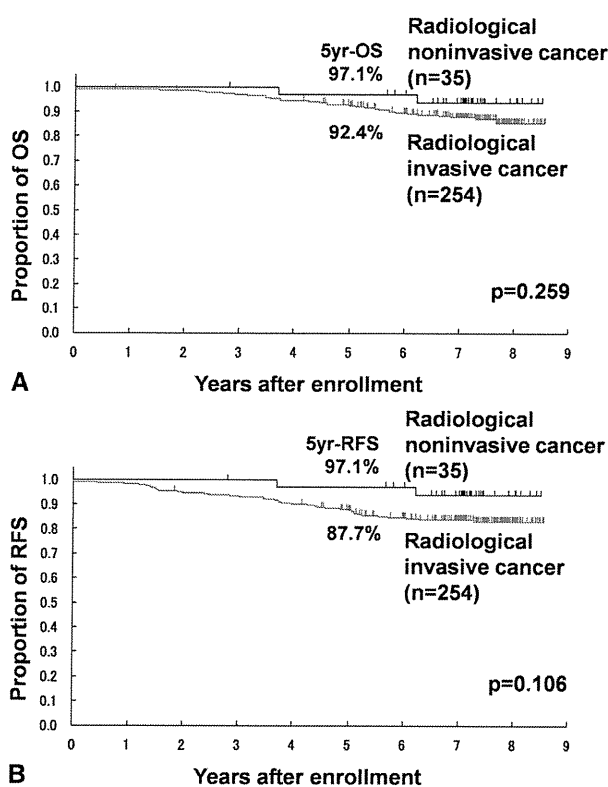 5yr-OS
97.1%
Radiological
noninvasive cancer
(n=35)
92.4%
Radiological
invasive cancer
(n=254)
p=0.259
Proportion of OS
1.0
0.9
0.8
0.7
0.6
0.5
0.4
0.3
0.2
0.1
0.0
0 1 2 3 4 5 6 7 8 9
Years after enrollment
A
5yr-RFS
97.1%
Radiological
noninvasive cancer
(n=35)
87.7%
Radiological
invasive cancer
(n=254)
p=0.106
Proportion of RFS
1.0
0.9
0.8
0.7
0.6
0.5
0.4
0.3
0.2
0.1
0.0
0 1 2 3 4 5 6 7 8 9
Years after enrollment
B